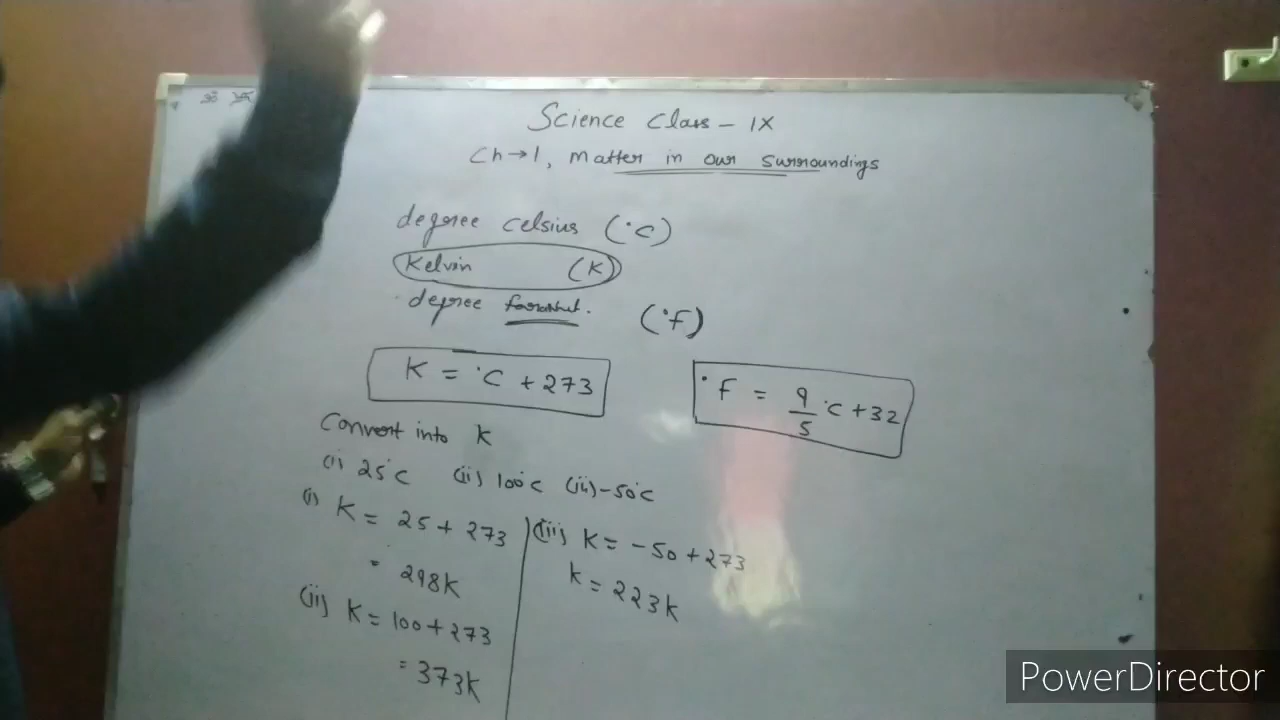 Science Class - IX
Ch → 1, Matter in our surroundings
degree celsius (°C)
Kelvin (K)
degree (°F)
K = °C + 273
°F = 9/5 °C + 32
Convert into K
(i) 25°C (ii) 100°C (iii) -50°C
(i) K = 25 + 273
= 298K
(ii) K = 100 + 273
= 373K
(iii) K = -50 + 273
K = 223K
PowerDirector